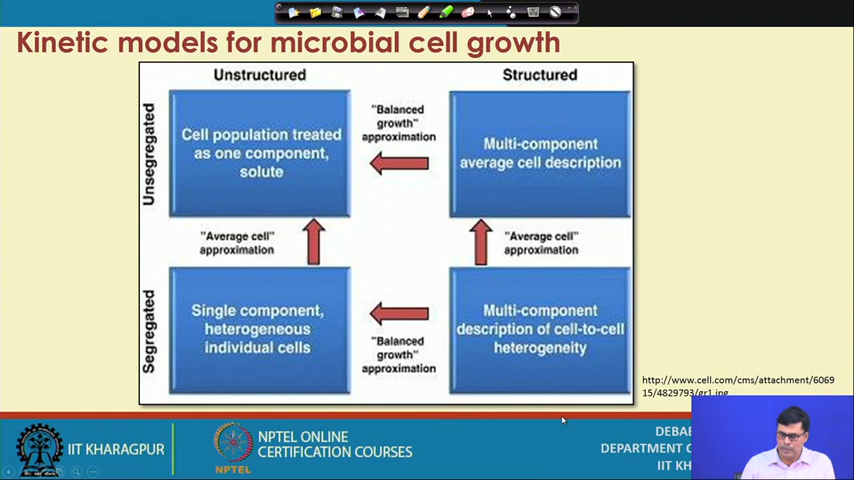 Kinetic models for microbial cell growth
Unstructured
Structured
Unsegregated
Cell population treated
as one component,
solute
"Balanced
growth"
approximation
Multi-component
average cell description
"Average cell"
approximation
"Average cell"
approximation
Segregated
Single component,
heterogeneous
individual cells
"Balanced
growth"
approximation
Multi-component
description of cell-to-cell
heterogeneity
http://www.cell.com/cms/attachment/6069
15/4829793/gr1.jpg
IIT KHARAGPUR
NPTEL
NPTEL ONLINE
CERTIFICATION COURSES
DEBAB
DEPARTMENT
IIT KH